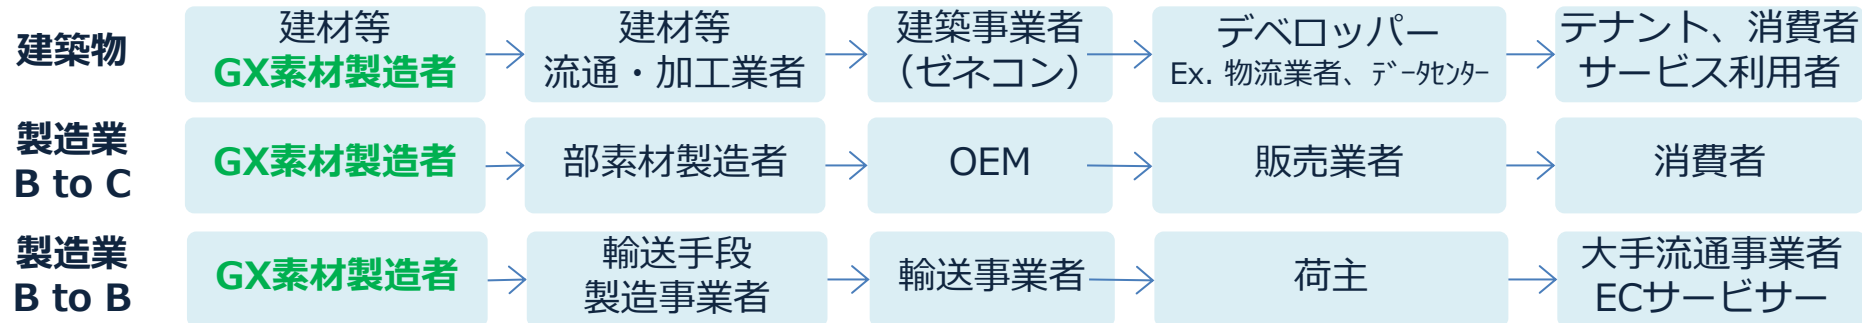 建築物
建材等
GX素材製造者
建材等
流通・加工業者
建築事業者
（ゼネコン）
デベロッパー
Ex. 物流業者、ﾃﾞｰﾀｾﾝﾀｰ
テナント、消費者
サービス利用者
製造業
B to C
GX素材製造者
部素材製造者
OEM
販売業者
消費者
製造業
B to B
GX素材製造者
輸送手段
製造事業者
輸送事業者
荷主
大手流通事業者
ECサービサー